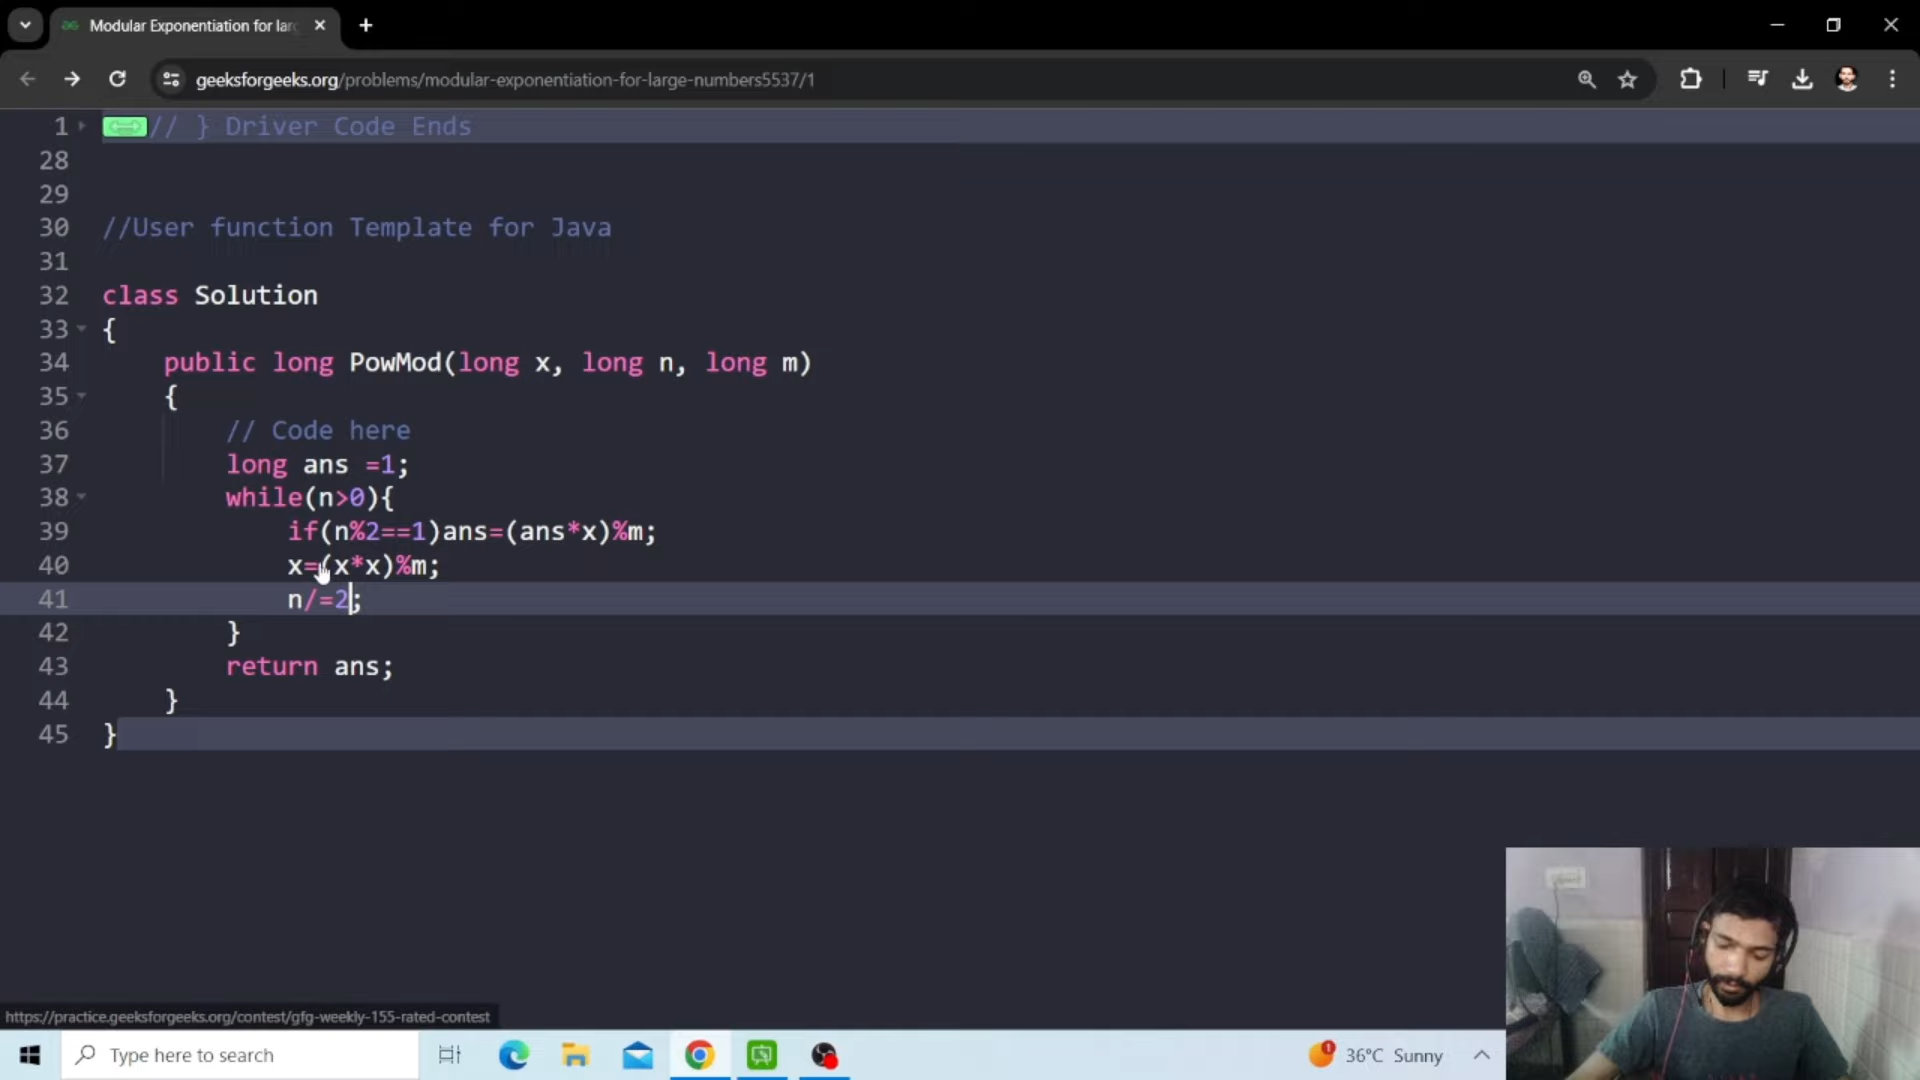 Modular Exponentiation for lar
geeksforgeeks.org/problems/modular-exponentiation-for-large-numbers5537/1
1 // } Driver Code Ends
28
29
30 //User function Template for Java
31
32 class Solution
33 {
34 public long PowMod(long x, long n, long m)
35 {
36 // Code here
37 long ans =1;
38 while(n>0){
39 if(n%2==1)ans=(ans*x)%m;
40 x=(x*x)%m;
41 n/=2;
42 }
43 return ans;
44 }
45 }
https://practice.geeksforgeeks.org/contest/gfg-weekly-155-rated-contest
Type here to search
1
36°C Sunny